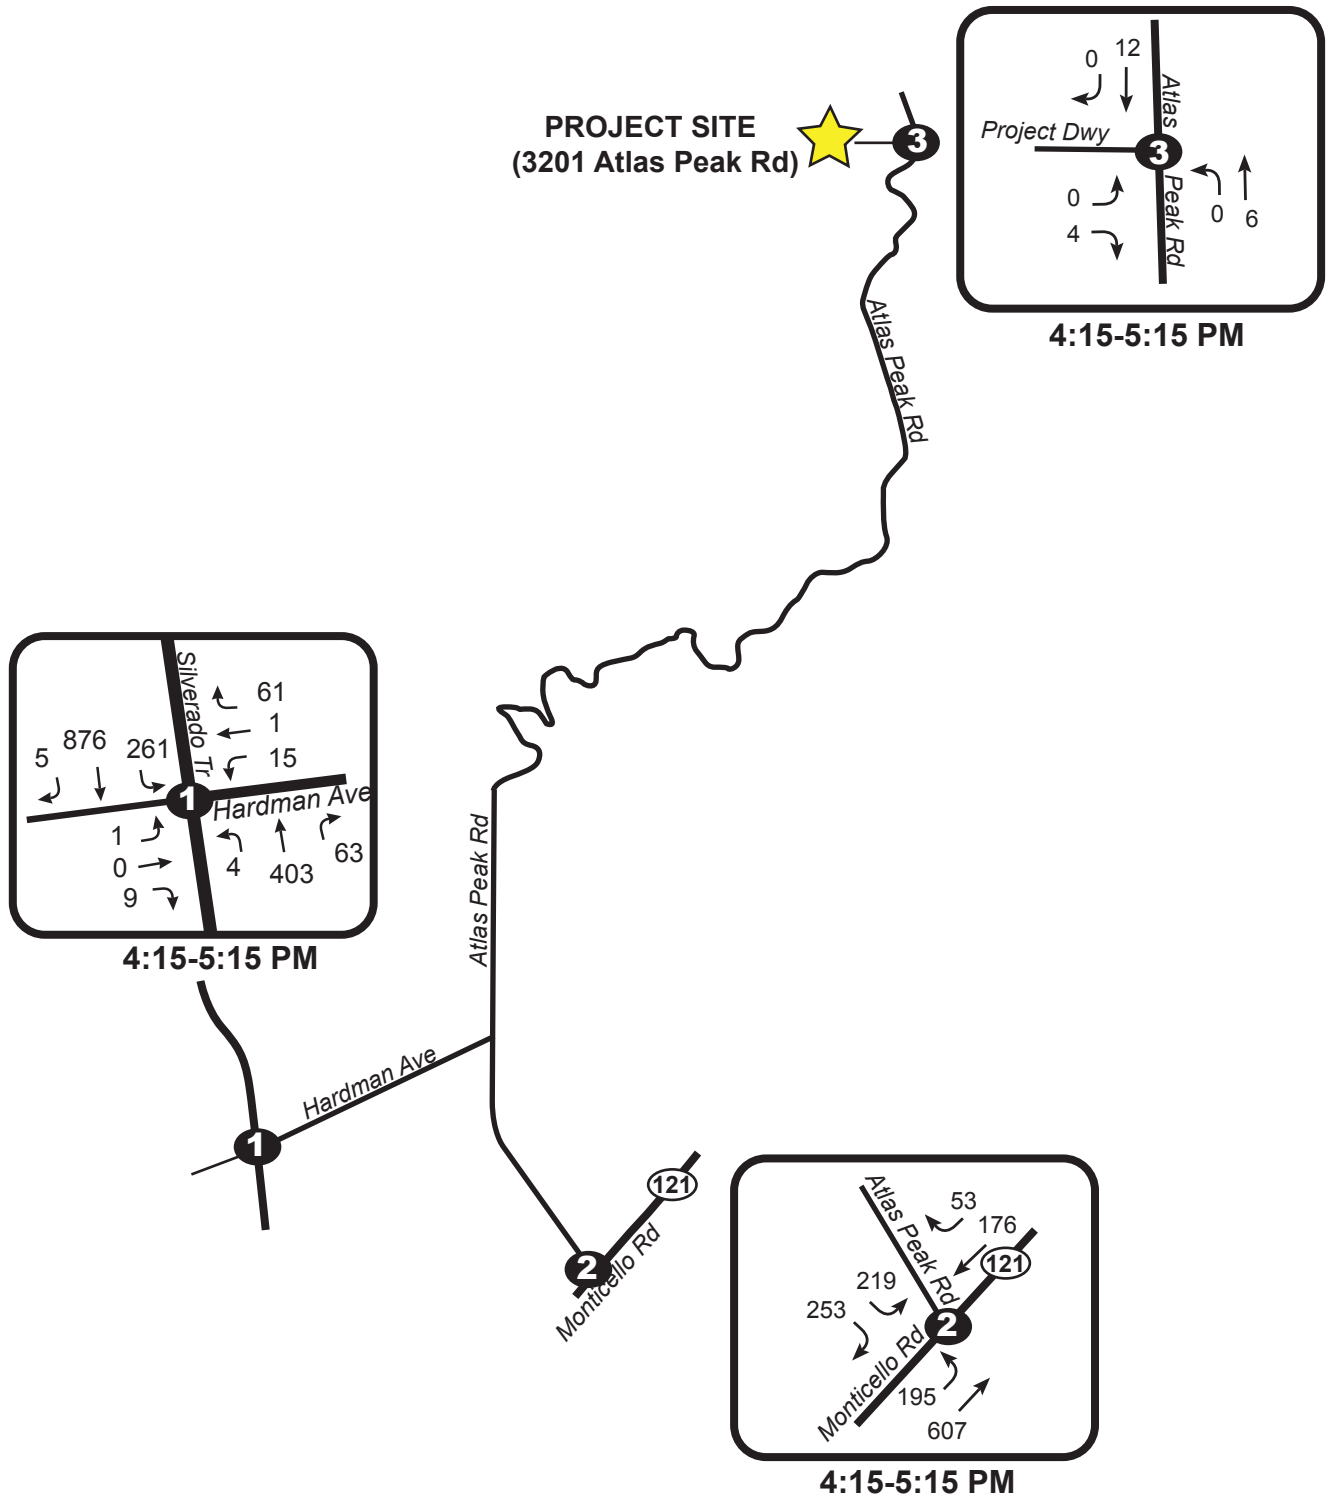 0 12
Atlas
Project Dwy
3
Peak Rd
0
4
0 6
4:15-5:15 PM
PROJECT SITE
(3201 Atlas Peak Rd)
3
Atlas Peak Rd
Silverado Tr
61
1
15
5 876 261
1
Hardman Ave
1
0
9
4 403 63
4:15-5:15 PM
Atlas Peak Rd
Hardman Ave
1
121
2
Monticello Rd
Atlas Peak Rd
53
176
121
219
253
2
Monticello Rd
195
607
4:15-5:15 PM